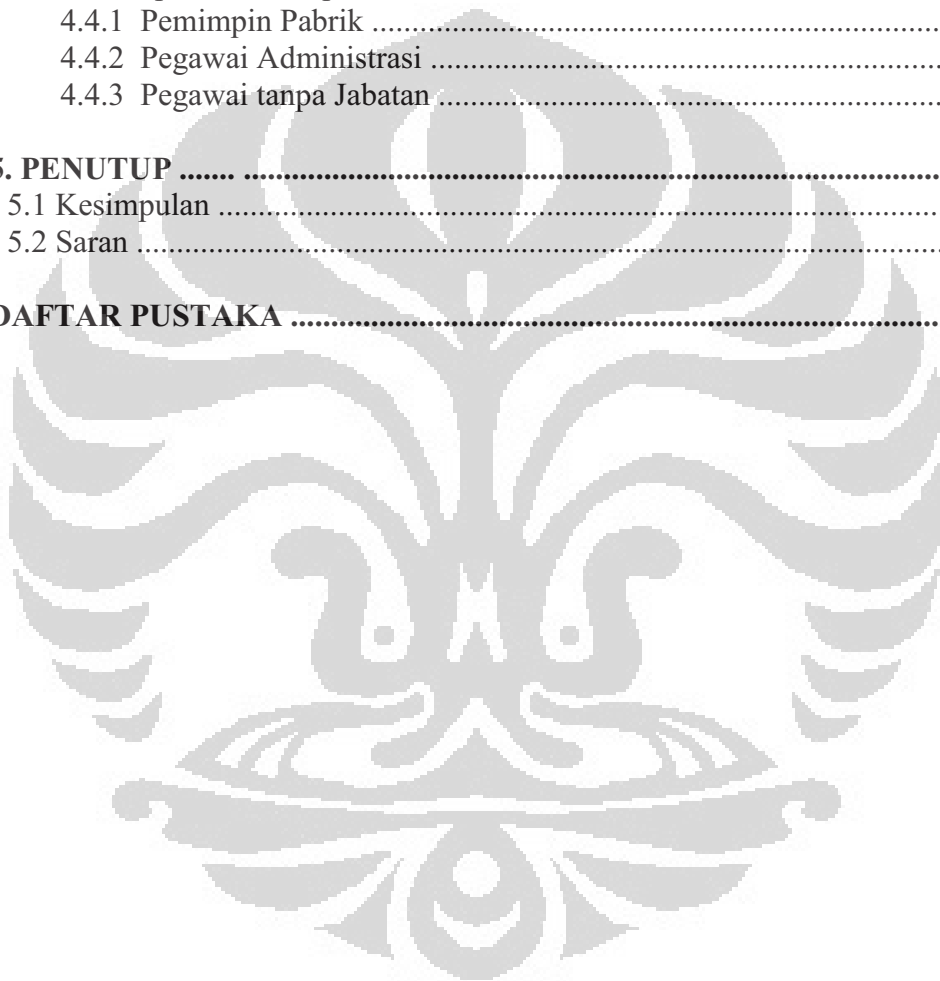 4.4.1 Pemimpin Pabrik ........................................................................
4.4.2 Pegawai Administrasi ................................................................
4.4.3 Pegawai tanpa Jabatan ...............................................................
5. PENUTUP ....... .......................................................................................
5.1 Kesimpulan ..........................................................................................
5.2 Saran ....................................................................................................
DAFTAR PUSTAKA .................................................................................